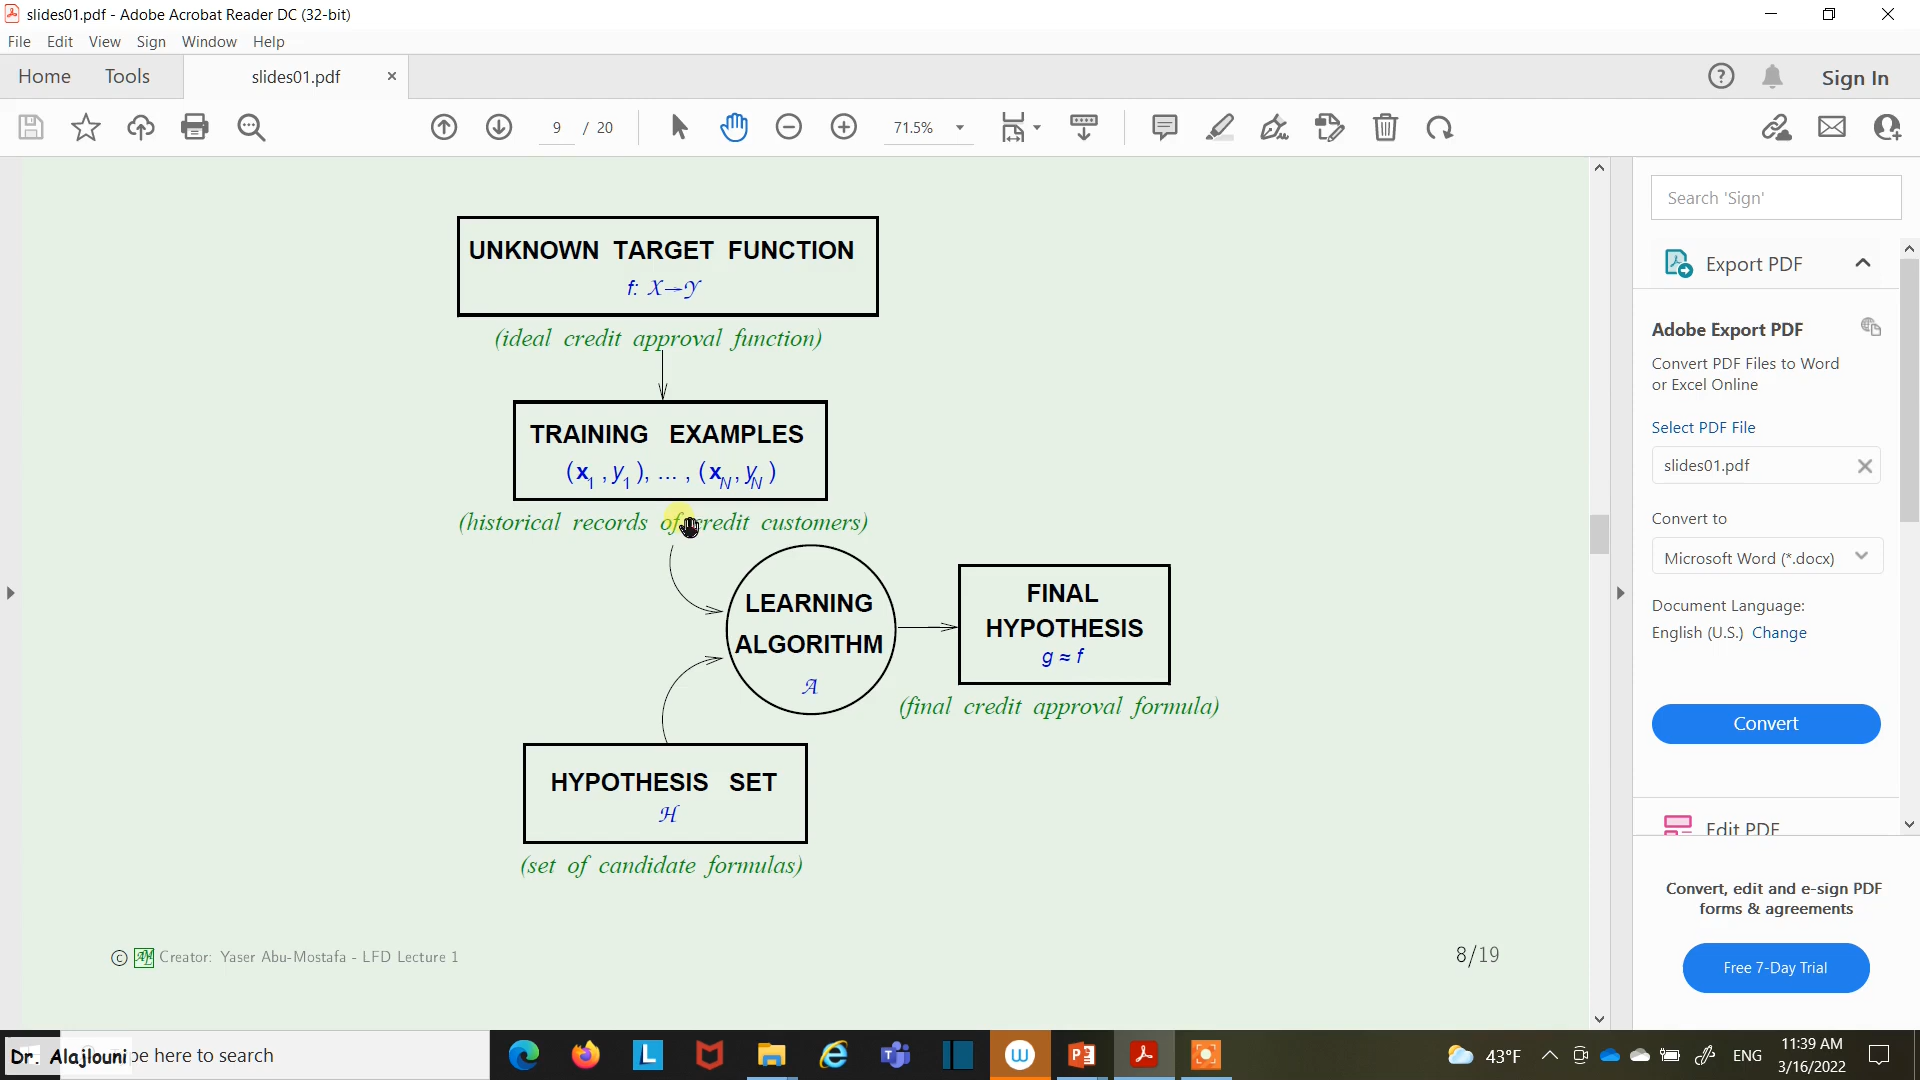 slides01.pdf - Adobe Acrobat Reader DC (32-bit)
File Edit View Sign Window Help
Home Tools slides01.pdf Sign In
9 / 20 71.5%
UNKNOWN TARGET FUNCTION
f: X→Y
(ideal credit approval function)
TRAINING EXAMPLES
(x1, y1), ... , (xN, yN)
(historical records of credit customers)
LEARNING
ALGORITHM
A
FINAL
HYPOTHESIS
g ≈ f
(final credit approval formula)
HYPOTHESIS SET
H
(set of candidate formulas)
© Creator: Yaser Abu-Mostafa - LFD Lecture 1
8/19
Search 'Sign'
Export PDF
Adobe Export PDF
Convert PDF Files to Word
or Excel Online
Select PDF File
slides01.pdf
Convert to
Microsoft Word (*.docx)
Document Language:
English (U.S.) Change
Convert
Edit PDF
Convert, edit and e-sign PDF
forms & agreements
Free 7-Day Trial
Dr. Alajlouni
pe here to search
43°F
ENG
11:39 AM
3/16/2022